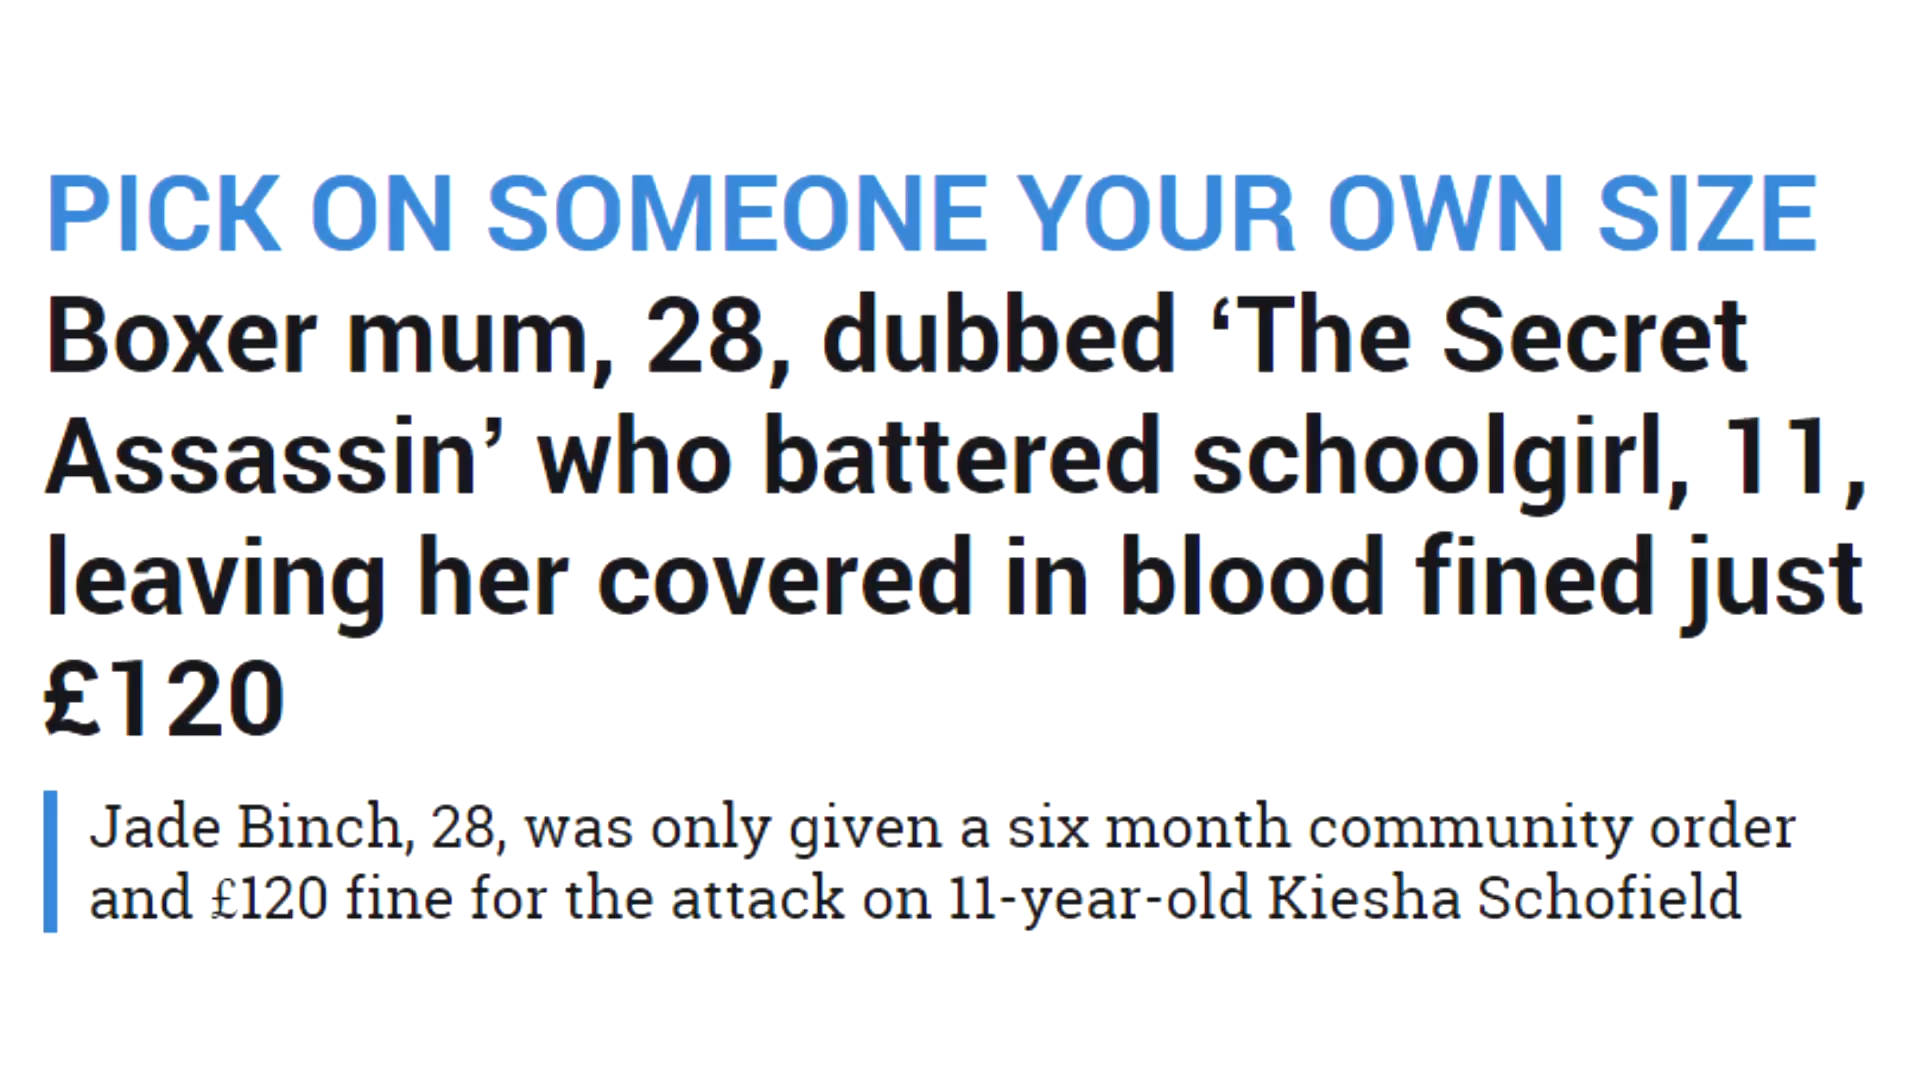 PICK ON SOMEONE YOUR OWN SIZE
Boxer mum, 28, dubbed ‘The Secret
Assassin’ who battered schoolgirl, 11,
leaving her covered in blood fined just
£120
Jade Binch, 28, was only given a six month community order
and £120 fine for the attack on 11-year-old Kiesha Schofield